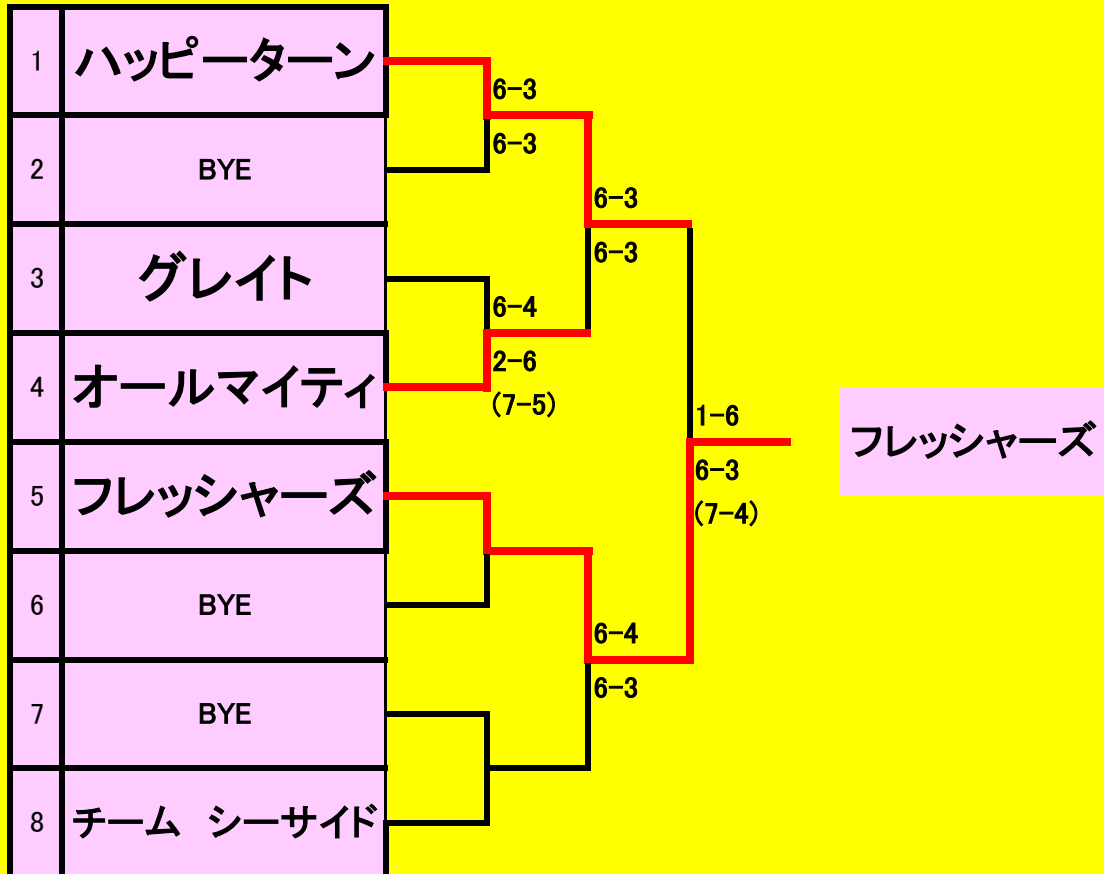 1 ハッピーターン
2 BYE
3 グレイト
4 オールマイティ
5 フレッシャーズ
6 BYE
7 BYE
8 チーム　シーサイド
6-3
6-3
6-4
2-6
(7-5)
6-3
6-3
6-4
6-3
1-6
6-3
(7-4)
フレッシャーズ